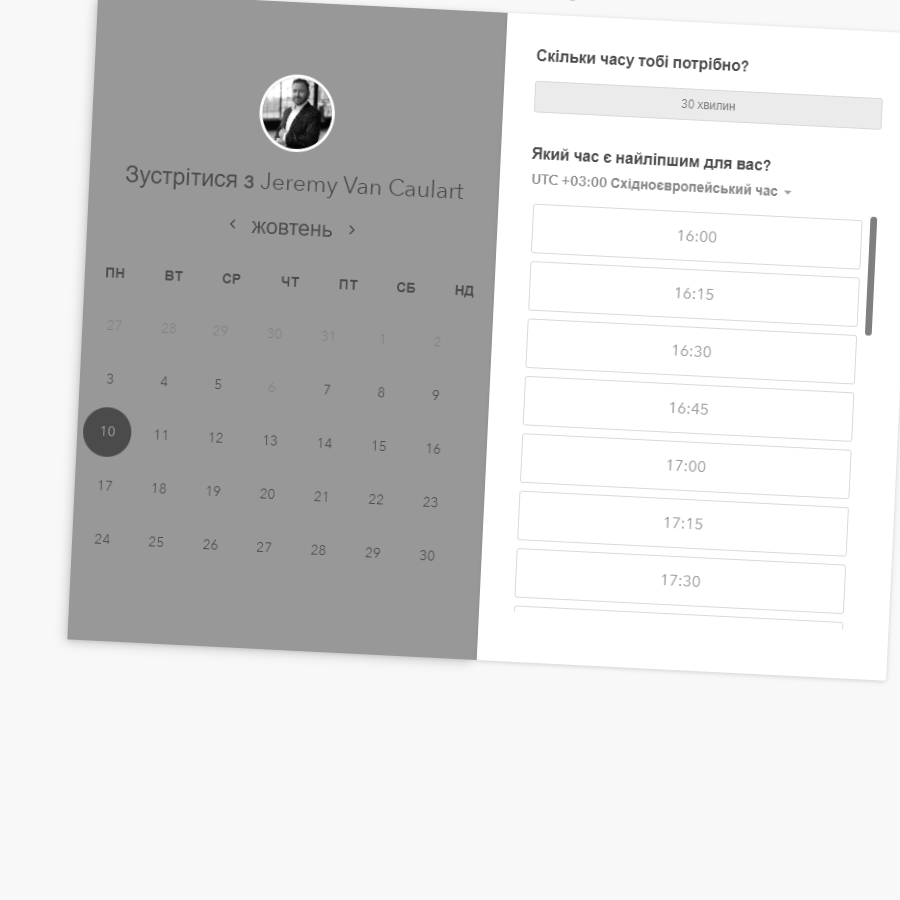 Зустрітися з Jeremy Van Caulart
жовтень
ПН ВТ СР ЧТ ПТ СБ НД
27 28 29 30 31 1 2
3 4 5 6 7 8 9
10 11 12 13 14 15 16
17 18 19 20 21 22 23
24 25 26 27 28 29 30
Скільки часу тобі потрібно?
30 хвилин
Який час є найліпшим для вас?
UTC +03:00 Східноєвропейський час
16:00
16:15
16:30
16:45
17:00
17:15
17:30